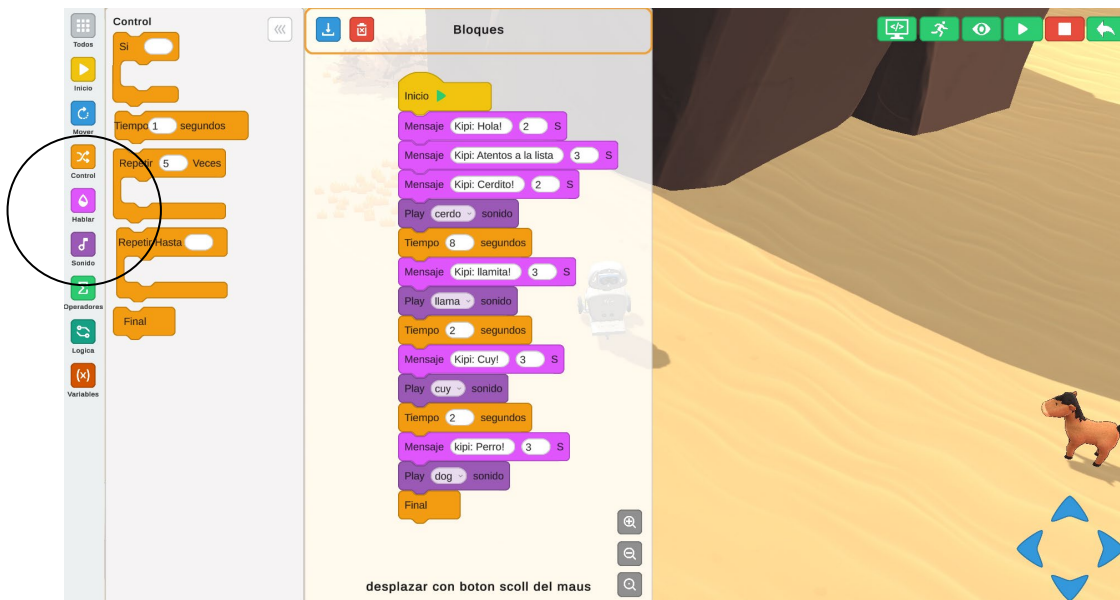 Todos
Inicio
Mover
Control
Hablar
Sonido
Operadores
Logica
(x)
Variables
Control
Si
Tiempo 1 segundos
Repetir 5 Veces
Repetir Hasta
Final
Bloques
Inicio
Mensaje Kipi: Hola! 2 S
Mensaje Kipi: Atentos a la lista 3 S
Mensaje Kipi: Cerdito! 2 S
Play cerdo sonido
Tiempo 8 segundos
Mensaje Kipi: llamita! 3 S
Play llama sonido
Tiempo 2 segundos
Mensaje Kipi: Cuy! 3 S
Play cuy sonido
Tiempo 2 segundos
Mensaje kipi: Perro! 3 S
Play dog sonido
Final
desplazar con boton scoll del maus